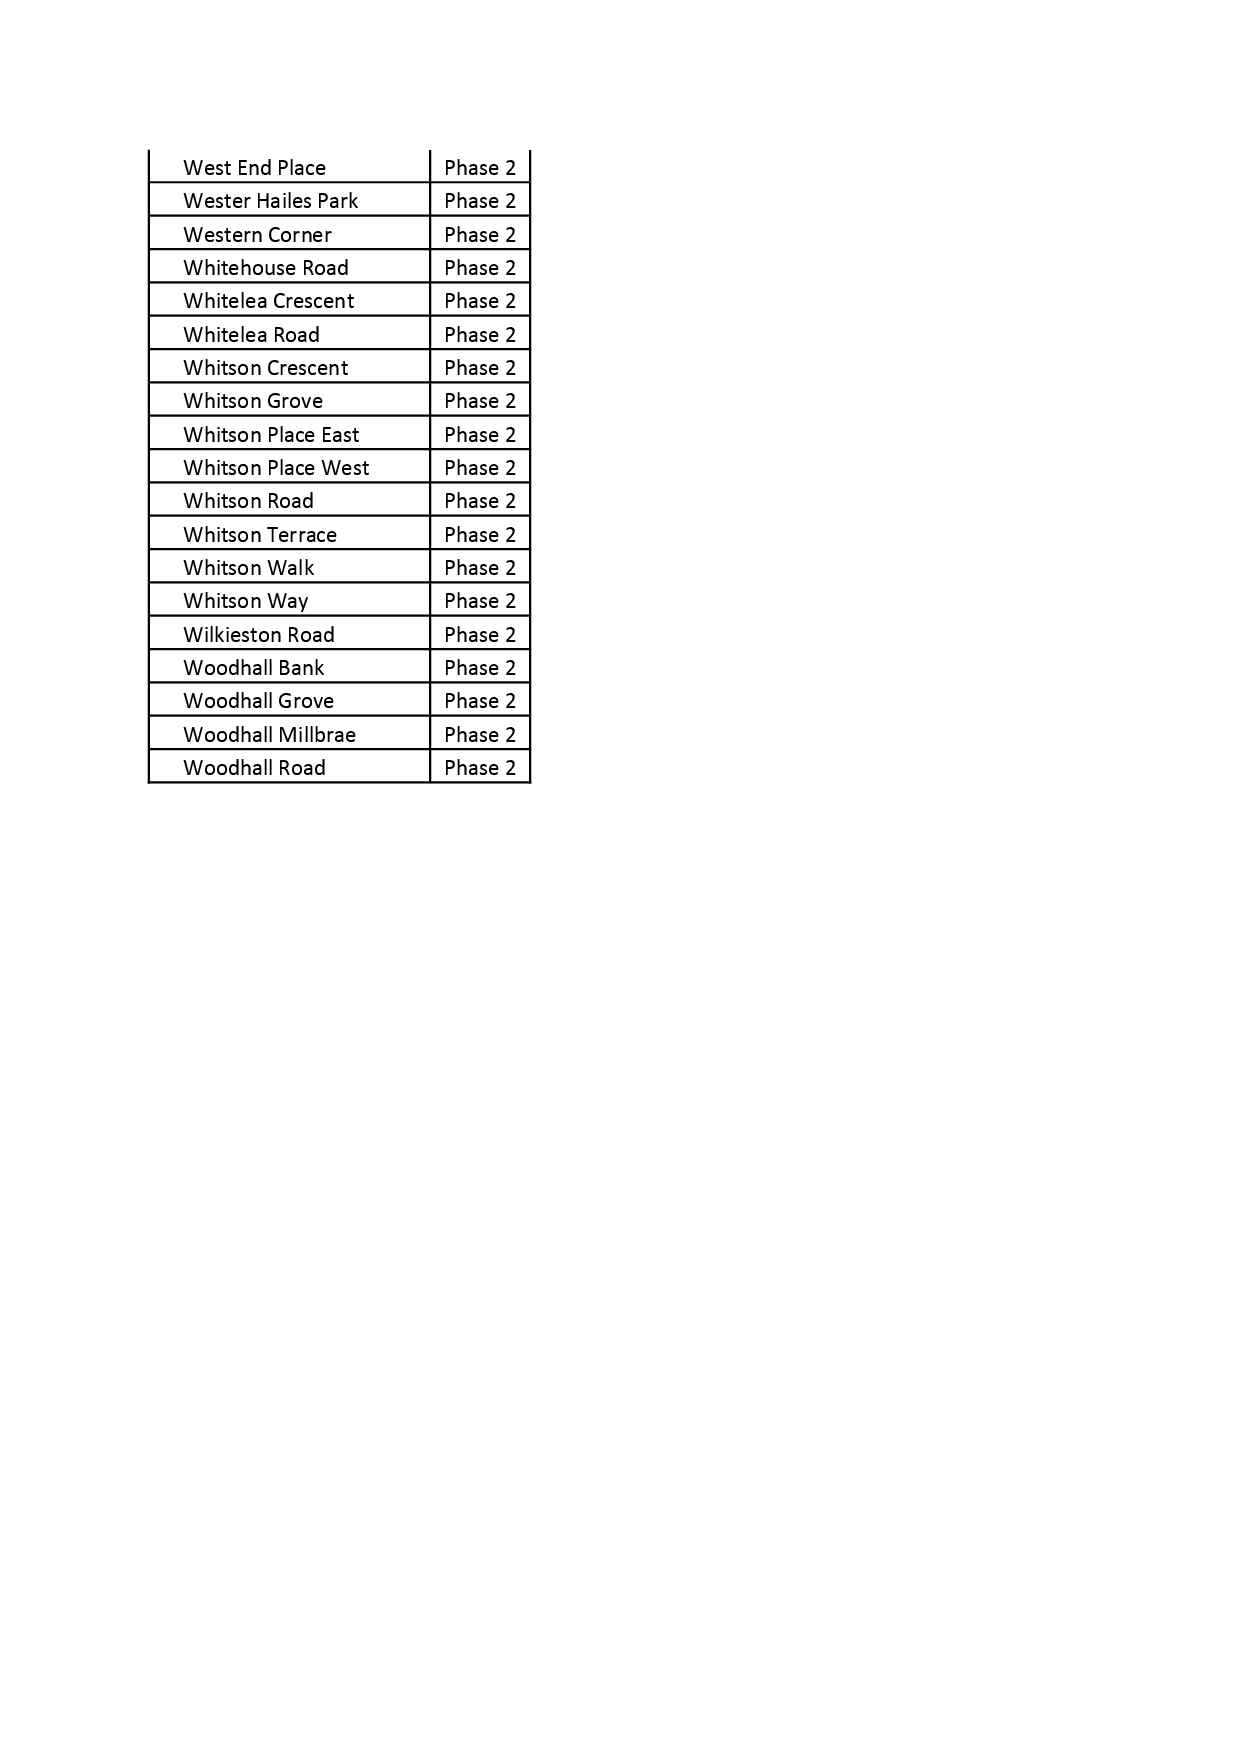 West End Place Phase 2
Wester Hailes Park Phase 2
Western Corner Phase 2
Whitehouse Road Phase 2
Whitelea Crescent Phase 2
Whitelea Road Phase 2
Whitson Crescent Phase 2
Whitson Grove Phase 2
Whitson Place East Phase 2
Whitson Place West Phase 2
Whitson Road Phase 2
Whitson Terrace Phase 2
Whitson Walk Phase 2
Whitson Way Phase 2
Wilkieston Road Phase 2
Woodhall Bank Phase 2
Woodhall Grove Phase 2
Woodhall Millbrae Phase 2
Woodhall Road Phase 2